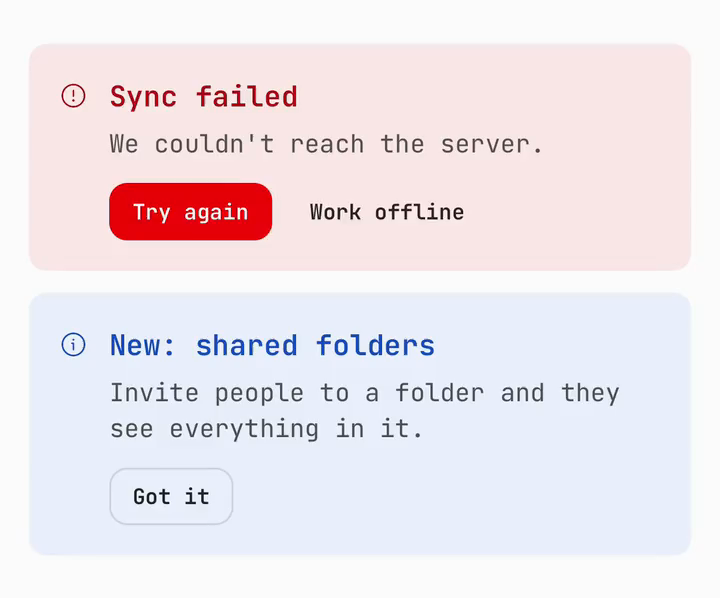 Sync failed
We couldn't reach the server.
Try again
Work offline
New: shared folders
Invite people to a folder and they
see everything in it.
Got it